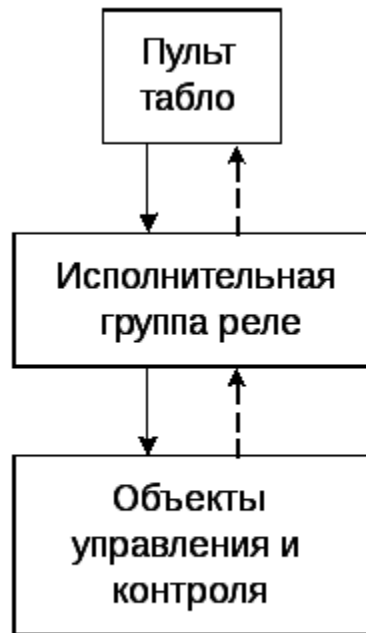 Пульт
табло
Исполнительная
группа реле
Объекты
управления и
контроля